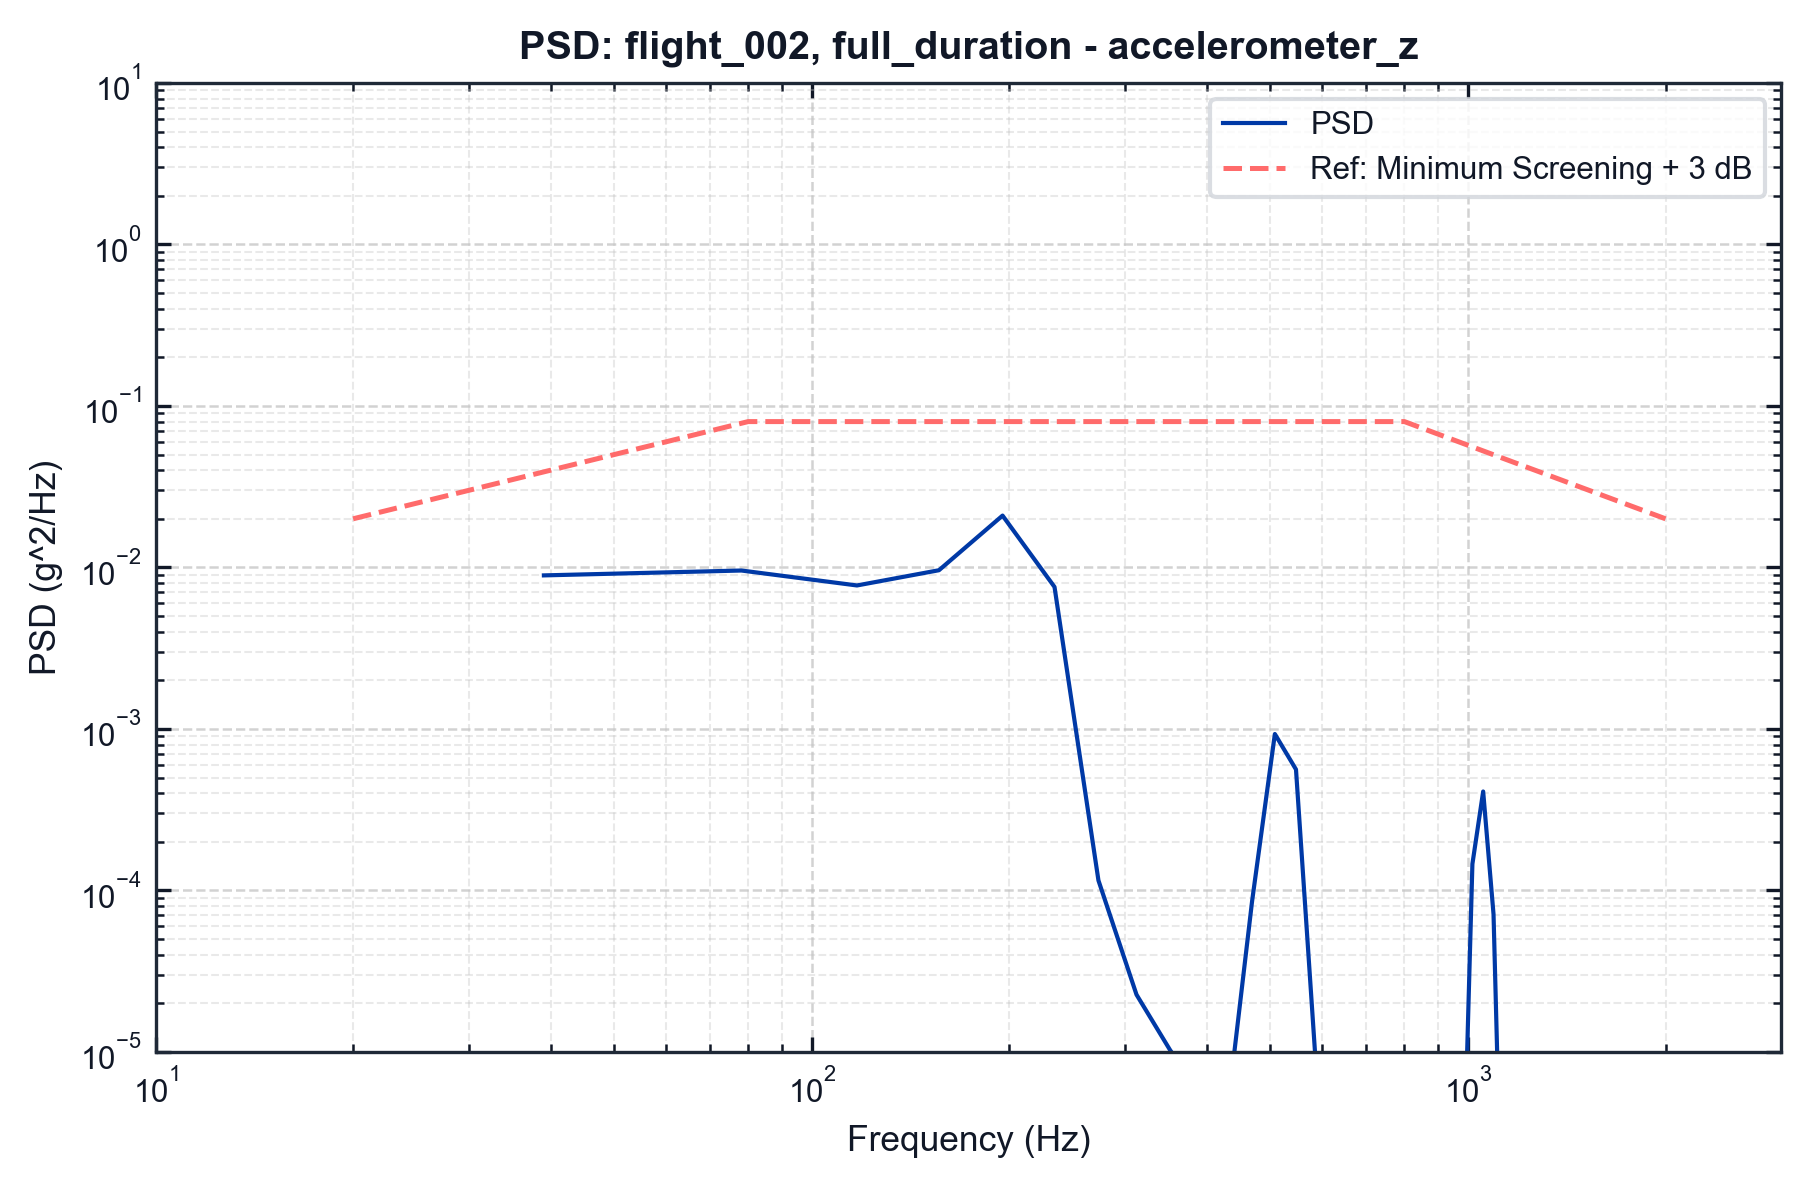 PSD: flight_002, full_duration - accelerometer_z
PSD
Ref: Minimum Screening + 3 dB
PSD (g^2/Hz)
10^1
10^0
10^−1
10^−2
10^−3
10^−4
10^−5
10^1
10^2
10^3
Frequency (Hz)